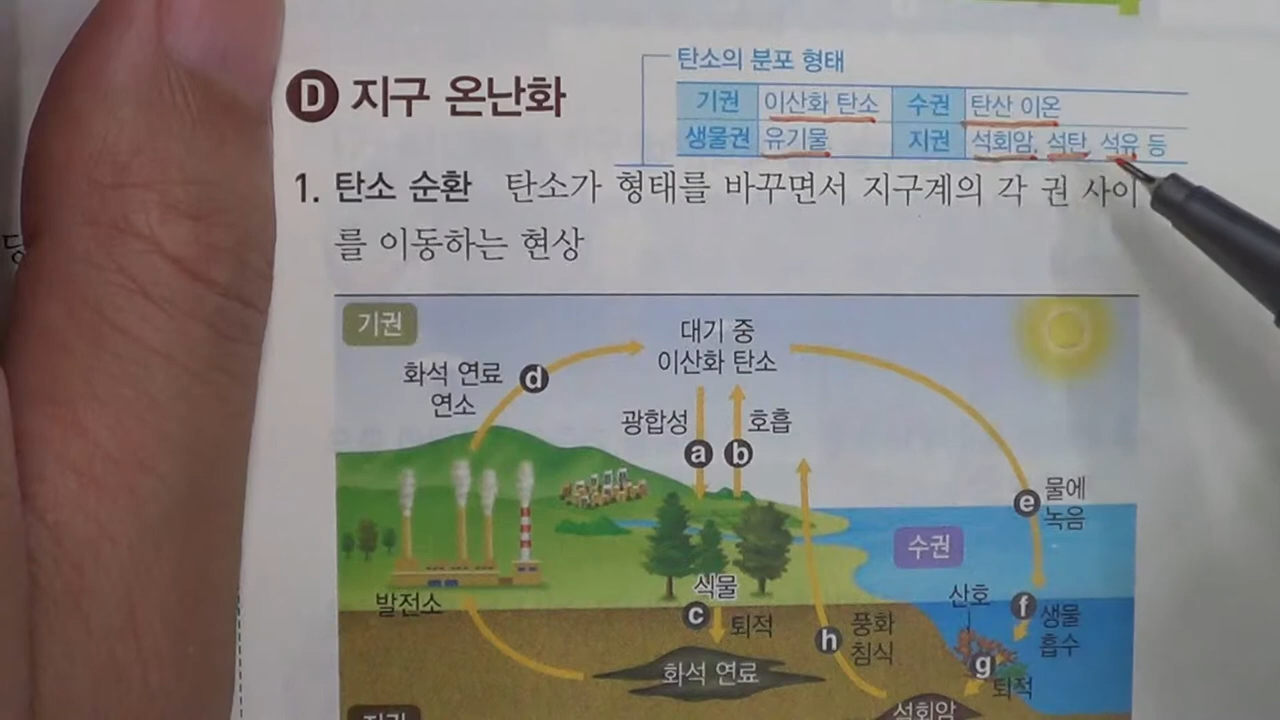 D 지구 온난화
탄소의 분포 형태
기권 이산화 탄소 수권 탄산 이온
생물권 유기물 지권 석회암, 석탄, 석유 등
1. 탄소 순환 탄소가 형태를 바꾸면서 지구계의 각 권 사이
를 이동하는 현상
기권
대기 중
이산화 탄소
화석 연료
연소
d
광합성
호흡
a
b
e
물에
녹음
수권
발전소
식물
c
퇴적
산호
f
생물
흡수
h
풍화
침식
g
퇴적
화석 연료
석회암